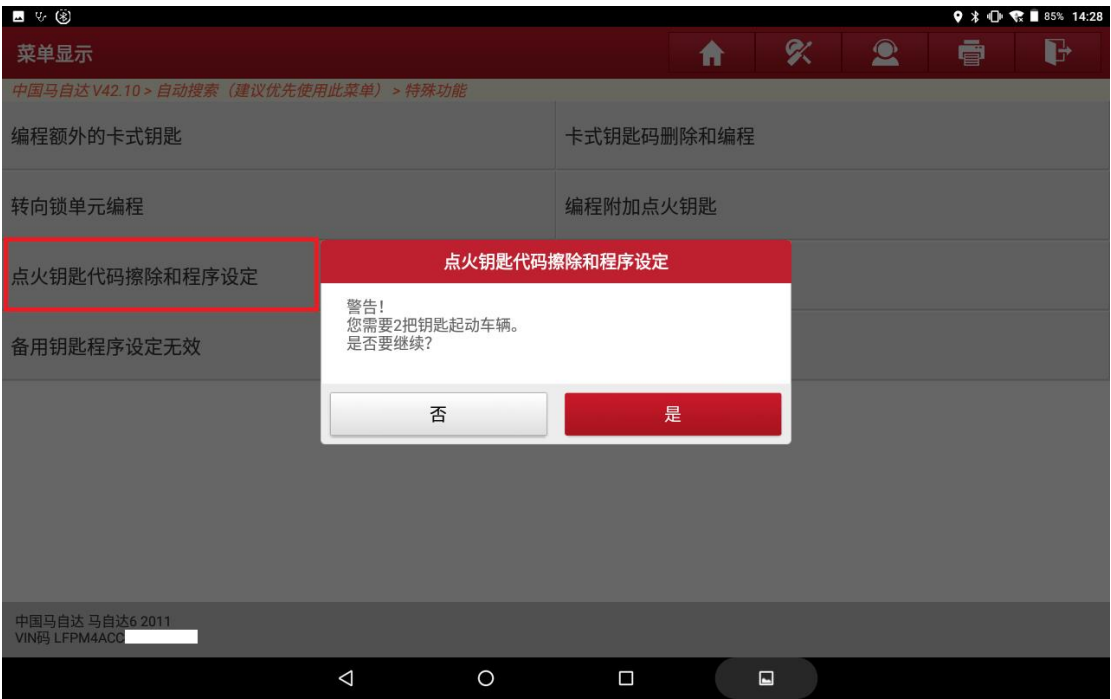 85% 14:28
菜单显示
中国马自达 V42.10 > 自动搜索（建议优先使用此菜单） > 特殊功能
编程额外的卡式钥匙
卡式钥匙码删除和编程
转向锁单元编程
编程附加点火钥匙
点火钥匙代码擦除和程序设定
备用钥匙程序设定无效
点火钥匙代码擦除和程序设定
警告!
您需要2把钥匙起动车辆。
是否要继续?
否
是
中国马自达 马自达6 2011
VIN码 LFPM4ACC